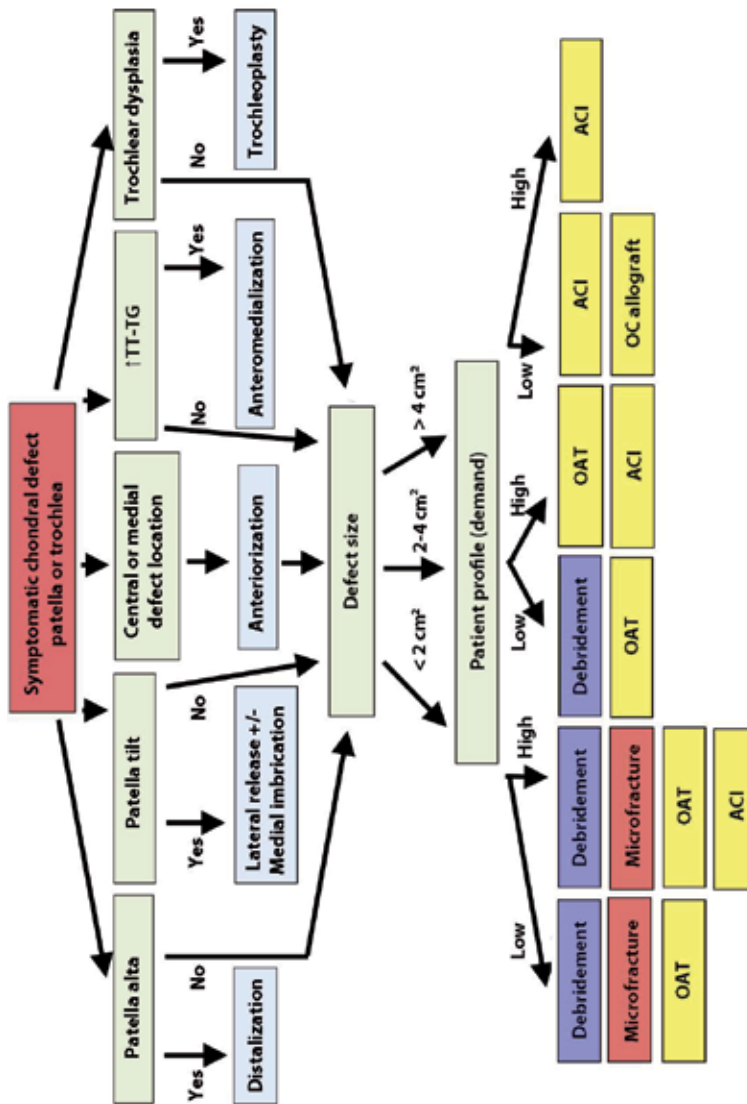 Symptomatic chondral defect
patella or trochlea
Patella alta
Patella tilt
Central or medial
defect location
↑TT-TG
Trochlear dysplasia
Yes
No
Yes
No
No
Yes
No
Yes
Distalization
Lateral release +/-
Medial imbrication
Anteriorization
Anteromedialization
Trochleoplasty
Defect size
< 2 cm²
2-4 cm²
> 4 cm²
Patient profile (demand)
Low
High
Low
High
Low
High
Debridement
Microfracture
OAT
Debridement
Microfracture
OAT
ACI
Debridement
OAT
OAT
ACI
ACI
OC allograft
ACI